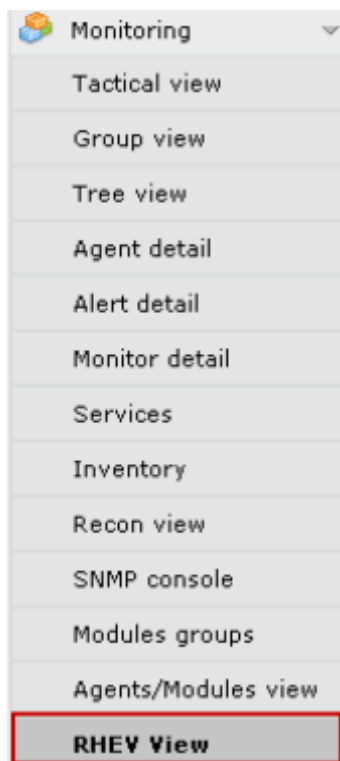 Monitoring
Tactical view
Group view
Tree view
Agent detail
Alert detail
Monitor detail
Services
Inventory
Recon view
SNMP console
Modules groups
Agents/Modules view
RHEV View